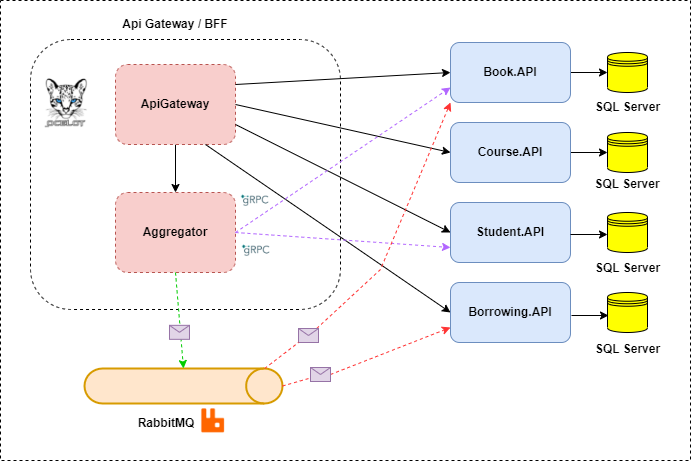 Api Gateway / BFF
ApiGateway
OCELOT
Aggregator
gRPC
gRPC
Book.API
SQL Server
Course.API
SQL Server
Student.API
SQL Server
Borrowing.API
SQL Server
RabbitMQ